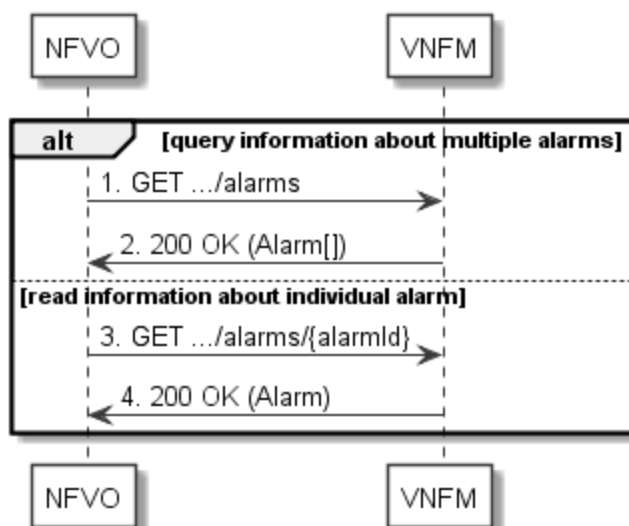 NFVO VNFM
alt [query information about multiple alarms]
1. GET .../alarms
2. 200 OK (Alarm[])
[read information about individual alarm]
3. GET .../alarms/{alarmId}
4. 200 OK (Alarm)
NFVO VNFM